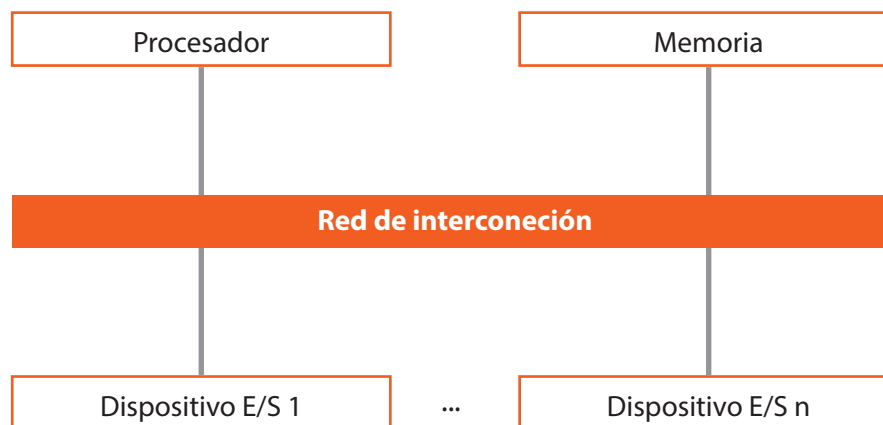 Procesador
Memoria
Red de interconeción
Dispositivo E/S 1
...
Dispositivo E/S n